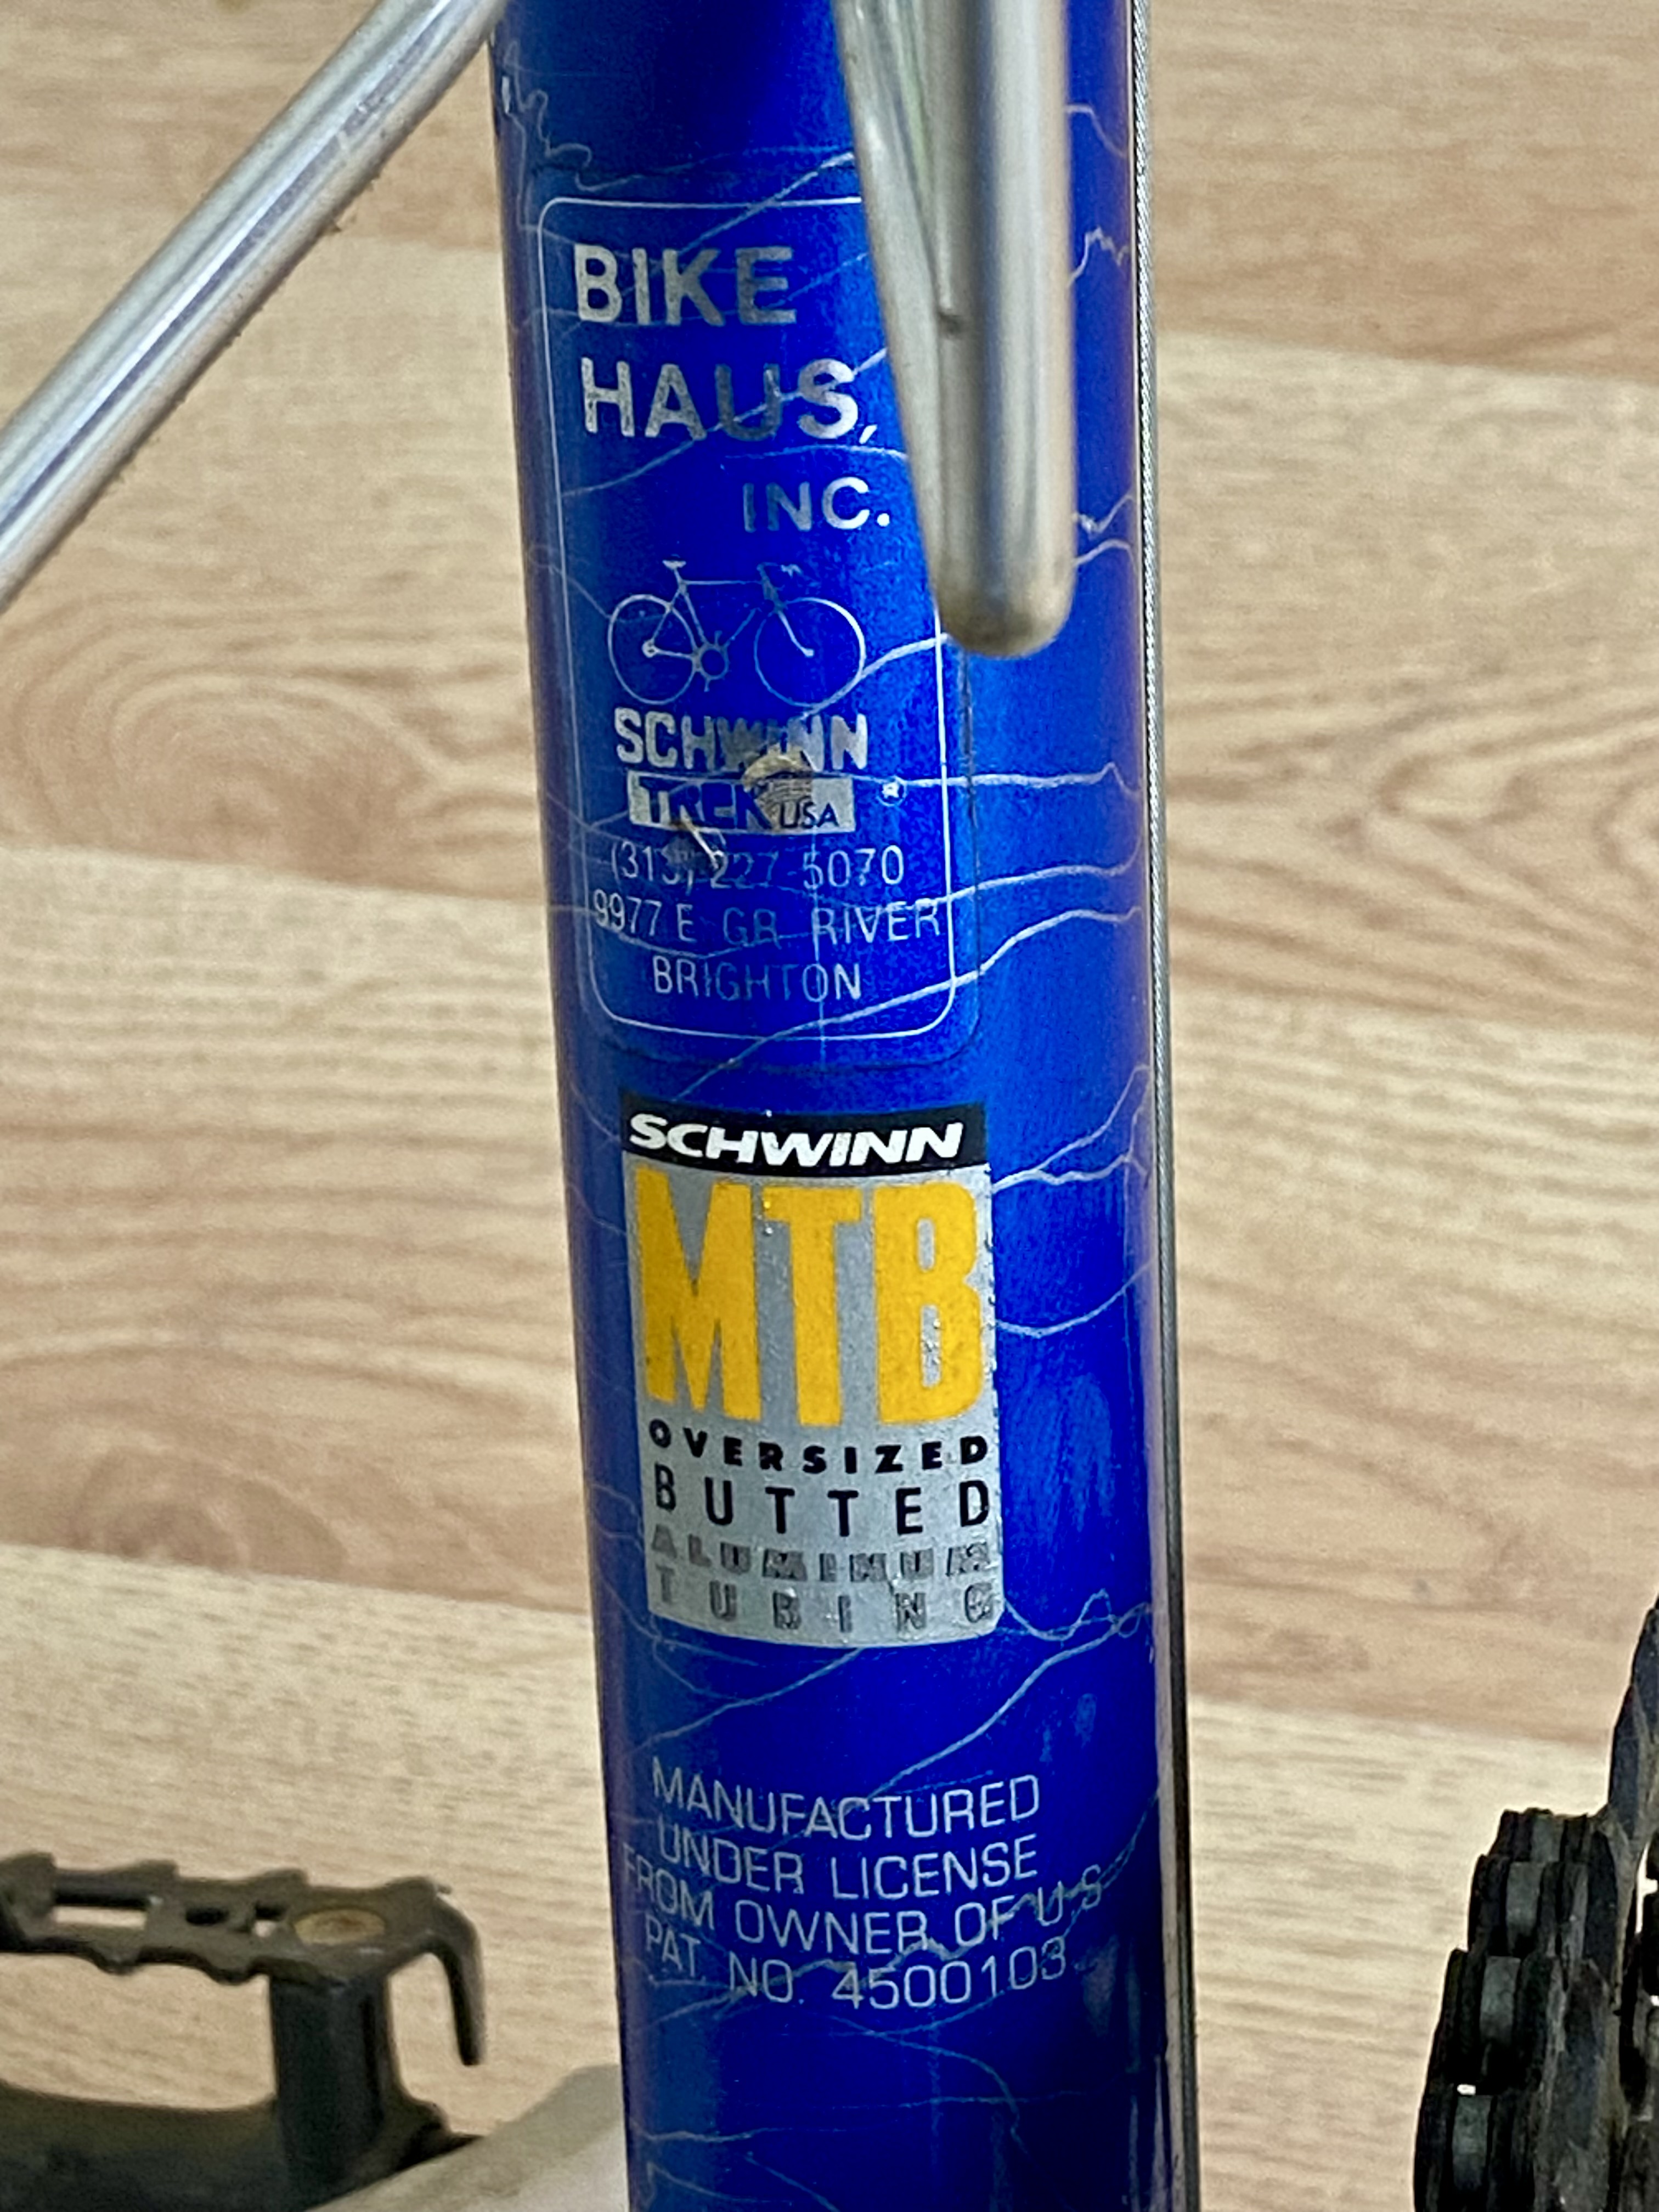 BIKE
HAUS,
INC.
SCHWINN
TREK USA
(313) 227-5070
9977 E GR RIVER
BRIGHTON
SCHWINN
MTB
OVERSIZED
BUTTED
ALUMINUM
TUBING
MANUFACTURED
UNDER LICENSE
FROM OWNER OF U.S.
PAT. NO. 4500103